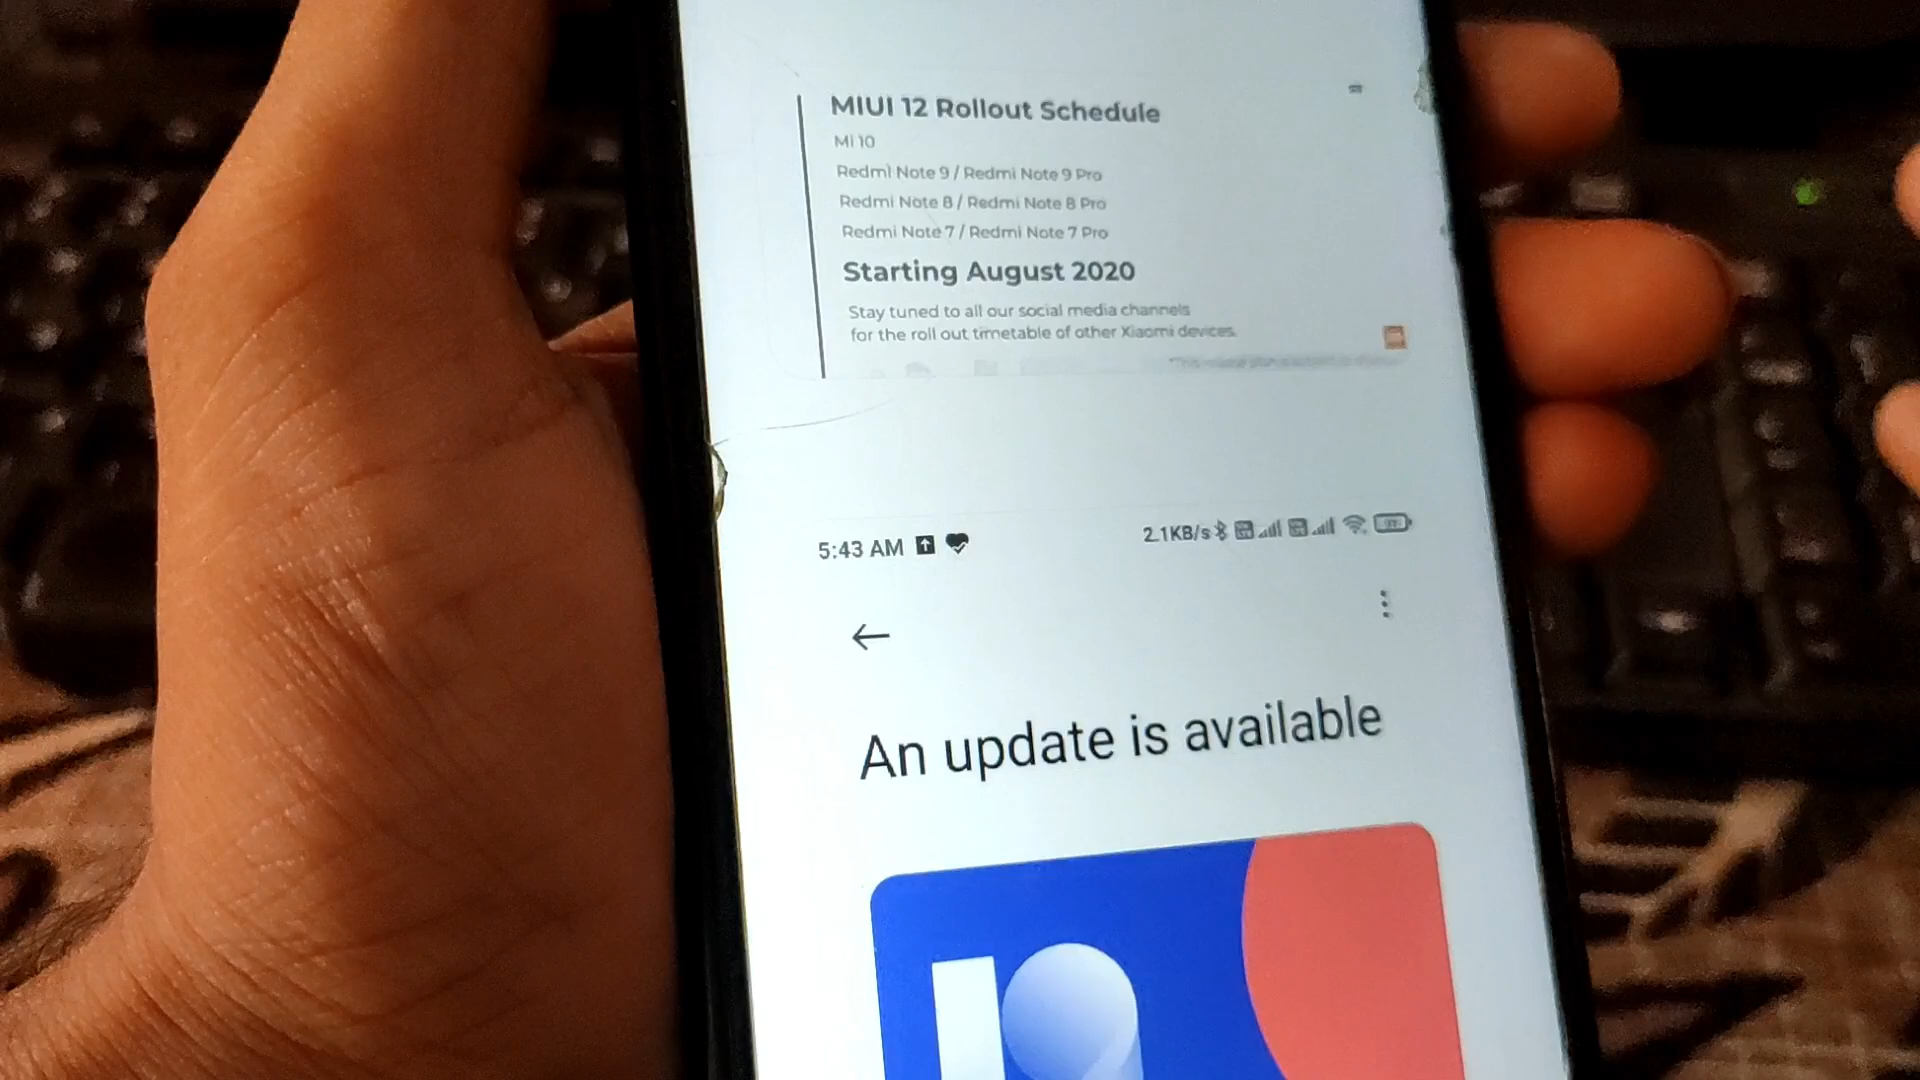 MIUI 12 Rollout Schedule
Mi 10
Redmi Note 9 / Redmi Note 9 Pro
Redmi Note 8 / Redmi Note 8 Pro
Redmi Note 7 / Redmi Note 7 Pro
Starting August 2020
Stay tuned to all our social media channels
for the roll out timetable of other Xiaomi devices.
5:43 AM 2.1KB/s
An update is available